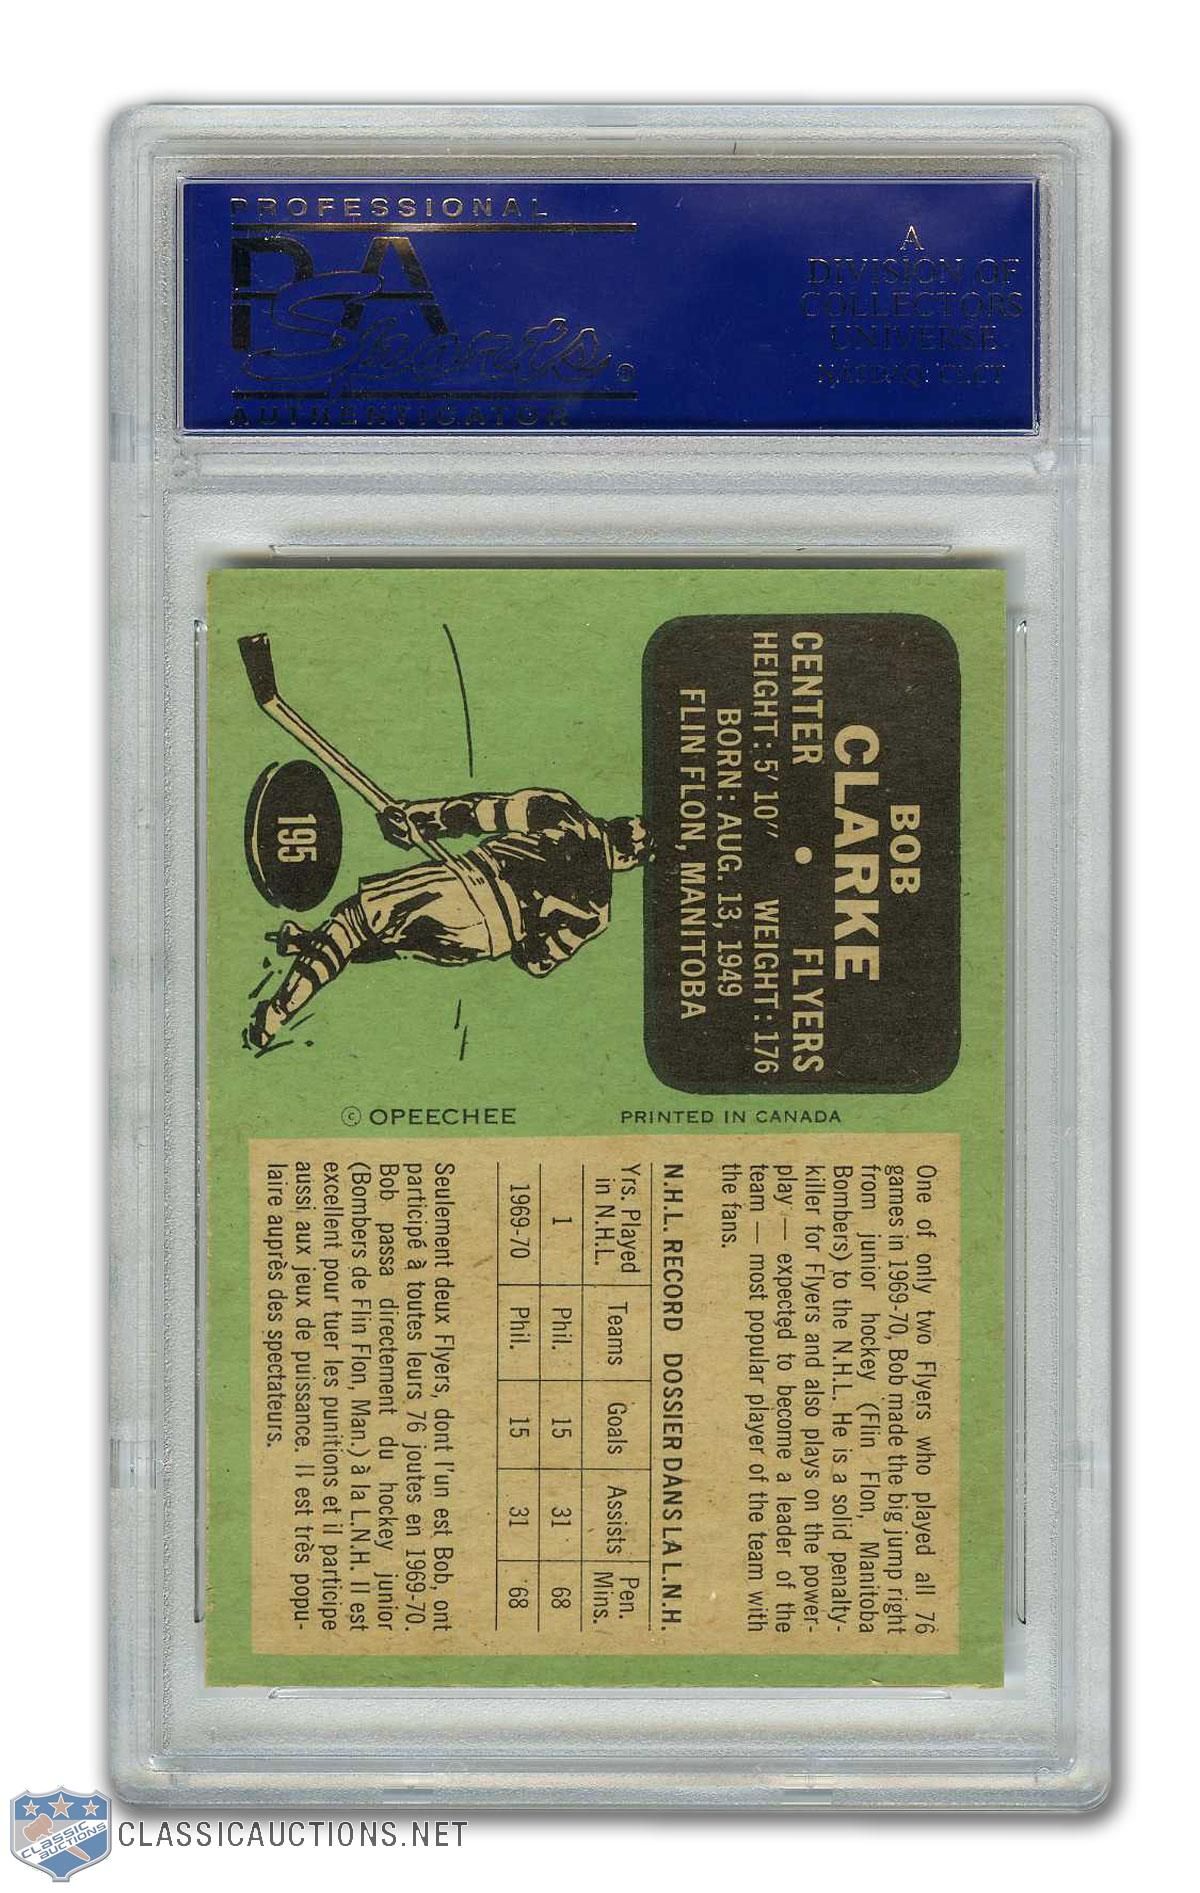 PROFESSIONAL
PSA
Sports
AUTHENTICATOR
A
DIVISION OF
COLLECTORS
UNIVERSE
NASDAQ: CLCT
BOB
CLARKE
CENTER • FLYERS
HEIGHT: 5'10" WEIGHT: 176
BORN: AUG. 13, 1949
FLIN FLON, MANITOBA
195
© OPEECHEE
PRINTED IN CANADA
One of only two Flyers who played all 76
games in 1969-70, Bob made the big jump right
from junior hockey (Flin Flon, Manitoba
Bombers) to the N.H.L. He is a solid penalty-
killer for Flyers and also plays on the power-
play — expected to become a leader of the
team — most popular player of the team with
the fans.
N.H.L. RECORD DOSSIER DANS LA L.N.H.
Yrs. Played in N.H.L. Teams Goals Assists Pen. Mins.
1 Phil. 15 31 68
1969-70 Phil. 15 31 68
Seulement deux Flyers, dont l'un est Bob, ont
participé à toutes leurs 76 joutes en 1969-70.
Bob passa directement du hockey junior
(Bombers de Flin Flon, Man.) à la L.N.H. Il est
excellent pour tuer les punitions et il participe
aussi aux jeux de puissance. Il est très popu-
laire auprès des spectateurs.
CLASSIC
AUCTIONS
CLASSICAUCTIONS.NET